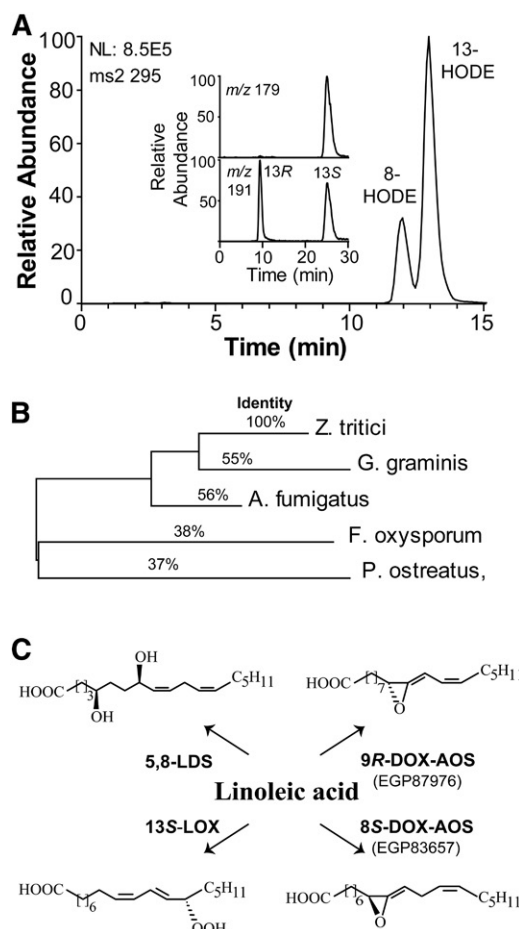 A
NL: 8.5E5
ms2 295
13-
HODE
8-
HODE
Relative Abundance
100
80
60
40
20
0
0
5
10
15
Time (min)
Relative
Abundance
100
50
m/z 179
100
50
m/z
191
13R
13S
0
10
20
30
Time (min)
B
Identity
100%
Z. tritici
55%
G. graminis
56%
A. fumigatus
38%
F. oxysporum
37%
P. ostreatus,
C
OH
HOOC
[ ]3
OH
C5H11
HOOC
[ ]7
O
C5H11
5,8-LDS
9R-DOX-AOS
(EGP87976)
Linoleic acid
13S-LOX
8S-DOX-AOS
(EGP83657)
HOOC
[ ]6
C5H11
OOH
HOOC
[ ]6
O
C5H11